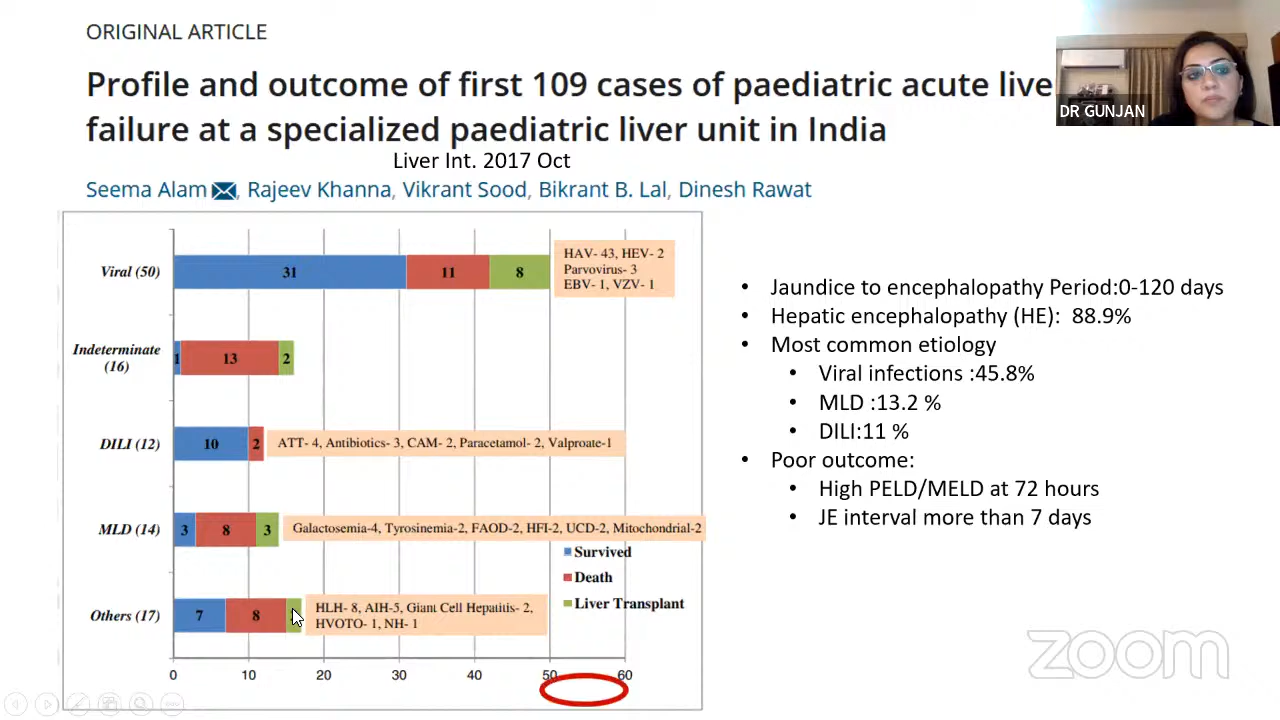 ORIGINAL ARTICLE
Profile and outcome of first 109 cases of paediatric acute live
failure at a specialized paediatric liver unit in India
Liver Int. 2017 Oct
Seema Alam, Rajeev Khanna, Vikrant Sood, Bikrant B. Lal, Dinesh Rawat
DR GUNJAN
Viral (50)
31
11
8
HAV- 43, HEV- 2
Parvovirus- 3
EBV- 1, VZV- 1
Indeterminate
(16)
1
13
2
DILI (12)
10
2
ATT- 4, Antibiotics- 3, CAM- 2, Paracetamol- 2, Valproate-1
MLD (14)
3
8
3
Galactosemia-4, Tyrosinemia-2, FAOD-2, HFI-2, UCD-2, Mitochondrial-2
Survived
Death
Liver Transplant
Others (17)
7
8
HLH- 8, AIH-5, Giant Cell Hepatitis- 2,
HVOTO- 1, NH- 1
0 10 20 30 40 50 60
• Jaundice to encephalopathy Period:0-120 days
• Hepatic encephalopathy (HE): 88.9%
• Most common etiology
• Viral infections :45.8%
• MLD :13.2 %
• DILI:11 %
• Poor outcome:
• High PELD/MELD at 72 hours
• JE interval more than 7 days
zoom